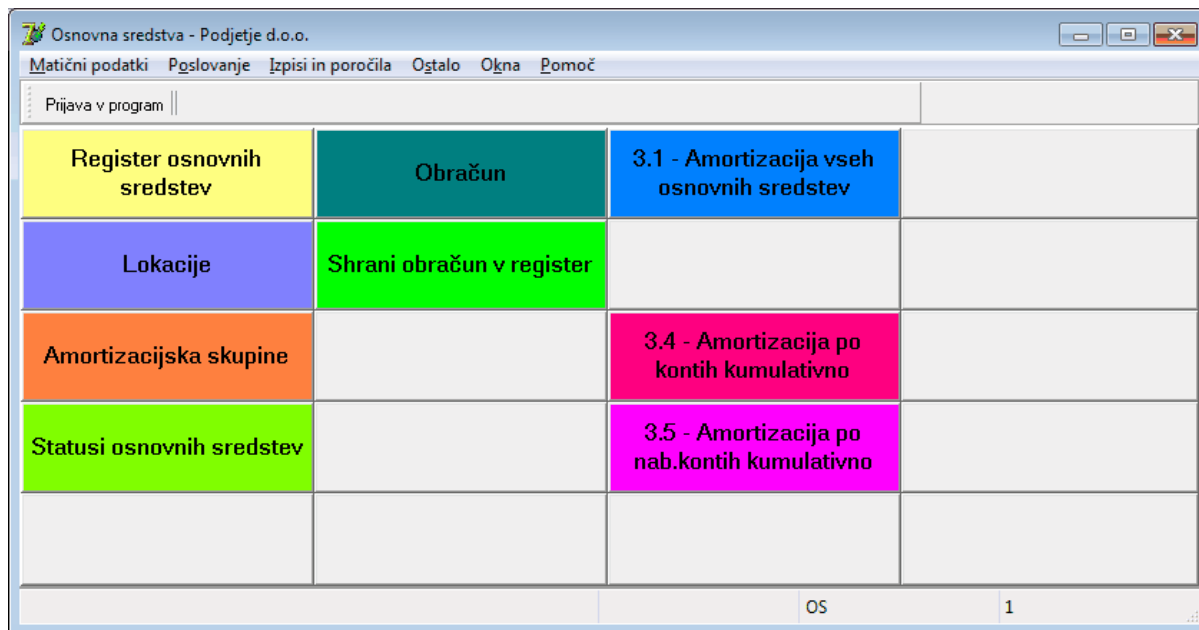 Osnovna sredstva - Podjetje d.o.o.
Matični podatki Poslovanje Izpisi in poročila Ostalo Okna Pomoč
Prijava v program
Register osnovnih
sredstev
Obračun
3.1 - Amortizacija vseh
osnovnih sredstev
Lokacije
Shrani obračun v register
Amortizacijska skupine
3.4 - Amortizacija po
kontih kumulativno
Statusi osnovnih sredstev
3.5 - Amortizacija po
nab.kontih kumulativno
OS 1